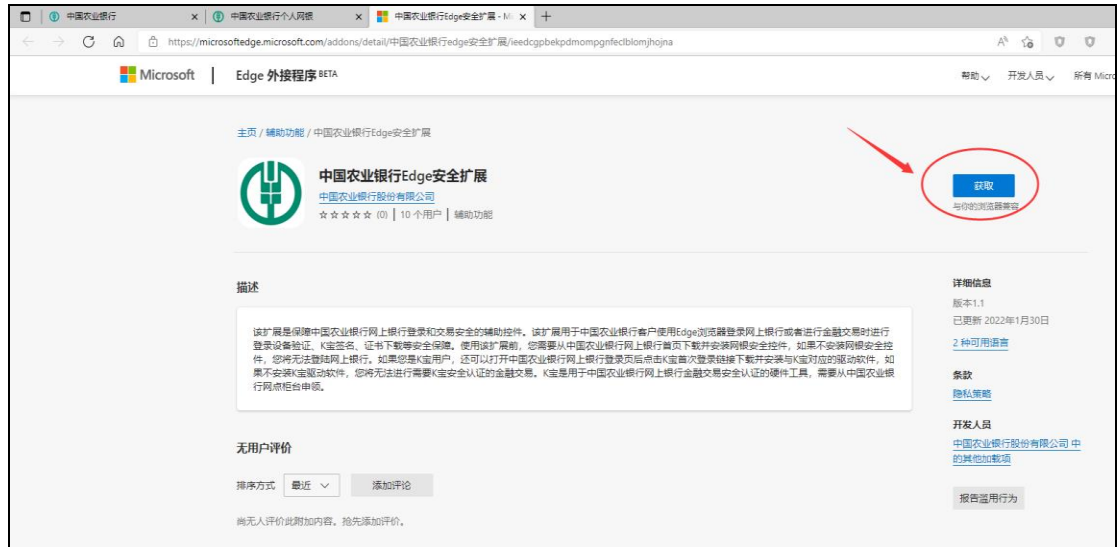 中国农业银行
中国农业银行个人网银
中国农业银行Edge安全扩展 - Mi
https://microsoftedge.microsoft.com/addons/detail/中国农业银行edge安全扩展/ieedcgpbekpdmompgnfeclblomjhojna
Microsoft | Edge 外接程序 BETA
帮助 开发人员 所有 Micro
主页 / 辅助功能 / 中国农业银行Edge安全扩展
中国农业银行Edge安全扩展
中国农业银行股份有限公司
(0) | 10 个用户 | 辅助功能
获取
与你的浏览器兼容
描述
该扩展是保障中国农业银行网上银行登录和交易安全的辅助控件。该扩展用于中国农业银行客户使用Edge浏览器登录网上银行或者进行金融交易时进行
登录设备验证、K宝签名、证书下载等安全保障。使用该扩展前，您需要从中国农业银行网上银行首页下载并安装网银安全控件，如果不安装网银安全控
件，您将无法登陆网上银行。如果您是K宝用户，还可以打开中国农业银行网上银行登录页后点击K宝首次登录链接下载并安装与K宝对应的驱动软件，如
果不安装K宝驱动软件，您将无法进行需要K宝安全认证的金融交易。K宝是用于中国农业银行网上银行金融交易安全认证的硬件工具，需要从中国农业银
行网点柜台申领。
详细信息
版本1.1
已更新 2022年1月30日
2 种可用语言
条款
隐私策略
开发人员
中国农业银行股份有限公司 中
的其他加载项
报告滥用行为
无用户评价
排序方式 最近 添加评论
尚无人评价此附加内容。抢先添加评价。